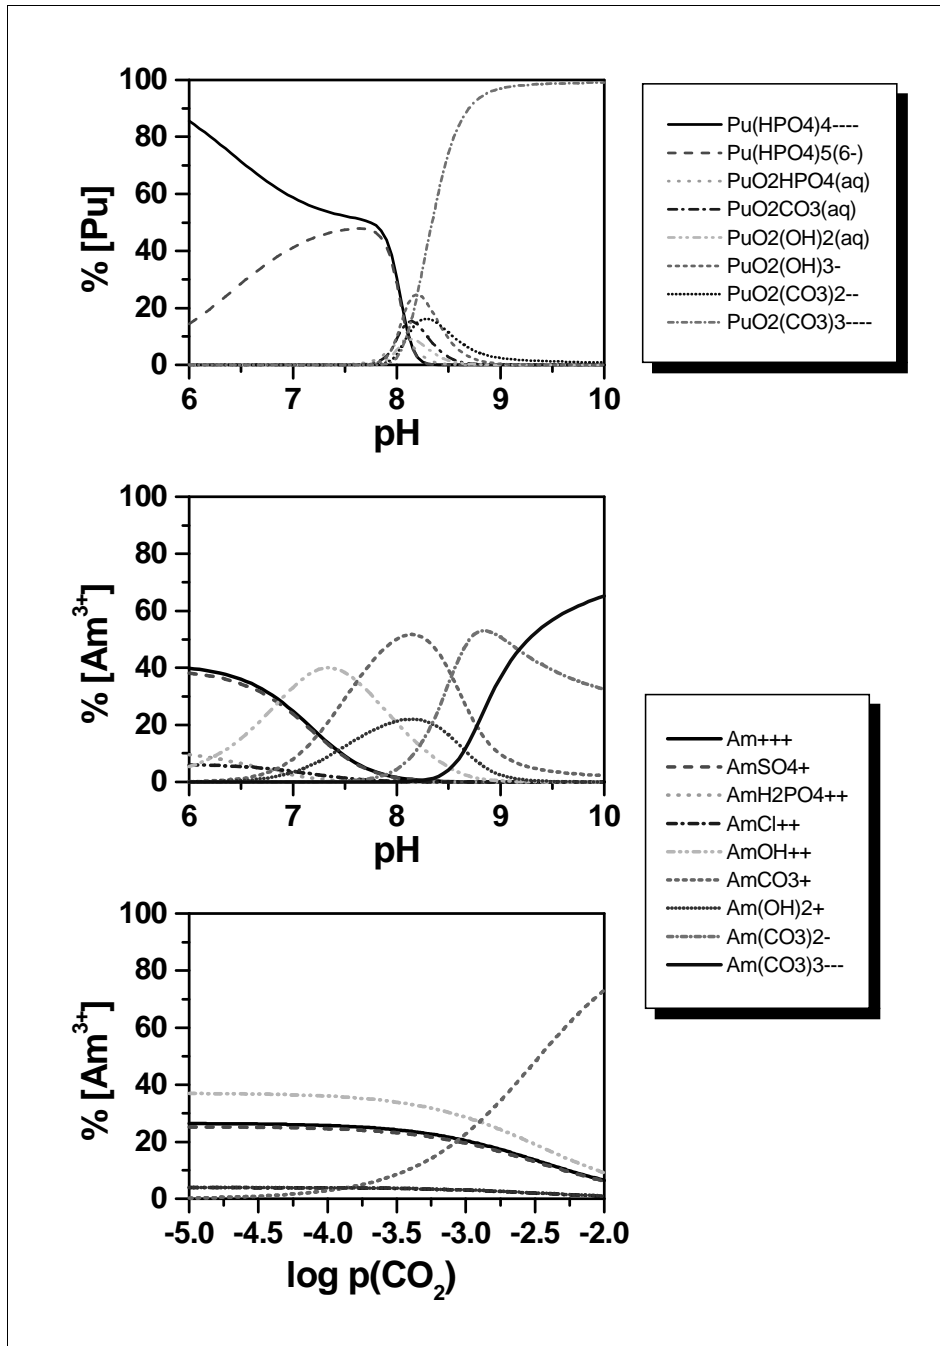 100
80
60
40
20
0
% [Pu]
6 7 8 9 10
pH
Pu(HPO4)4----
Pu(HPO4)5(6-)
PuO2HPO4(aq)
PuO2CO3(aq)
PuO2(OH)2(aq)
PuO2(OH)3-
PuO2(CO3)2--
PuO2(CO3)3----
100
80
60
40
20
0
% [Am³⁺]
6 7 8 9 10
pH
Am+++
AmSO4+
AmH2PO4++
AmCl++
AmOH++
AmCO3+
Am(OH)2+
Am(CO3)2-
Am(CO3)3---
100
80
60
40
20
0
% [Am³⁺]
-5.0 -4.5 -4.0 -3.5 -3.0 -2.5 -2.0
log p(CO₂)